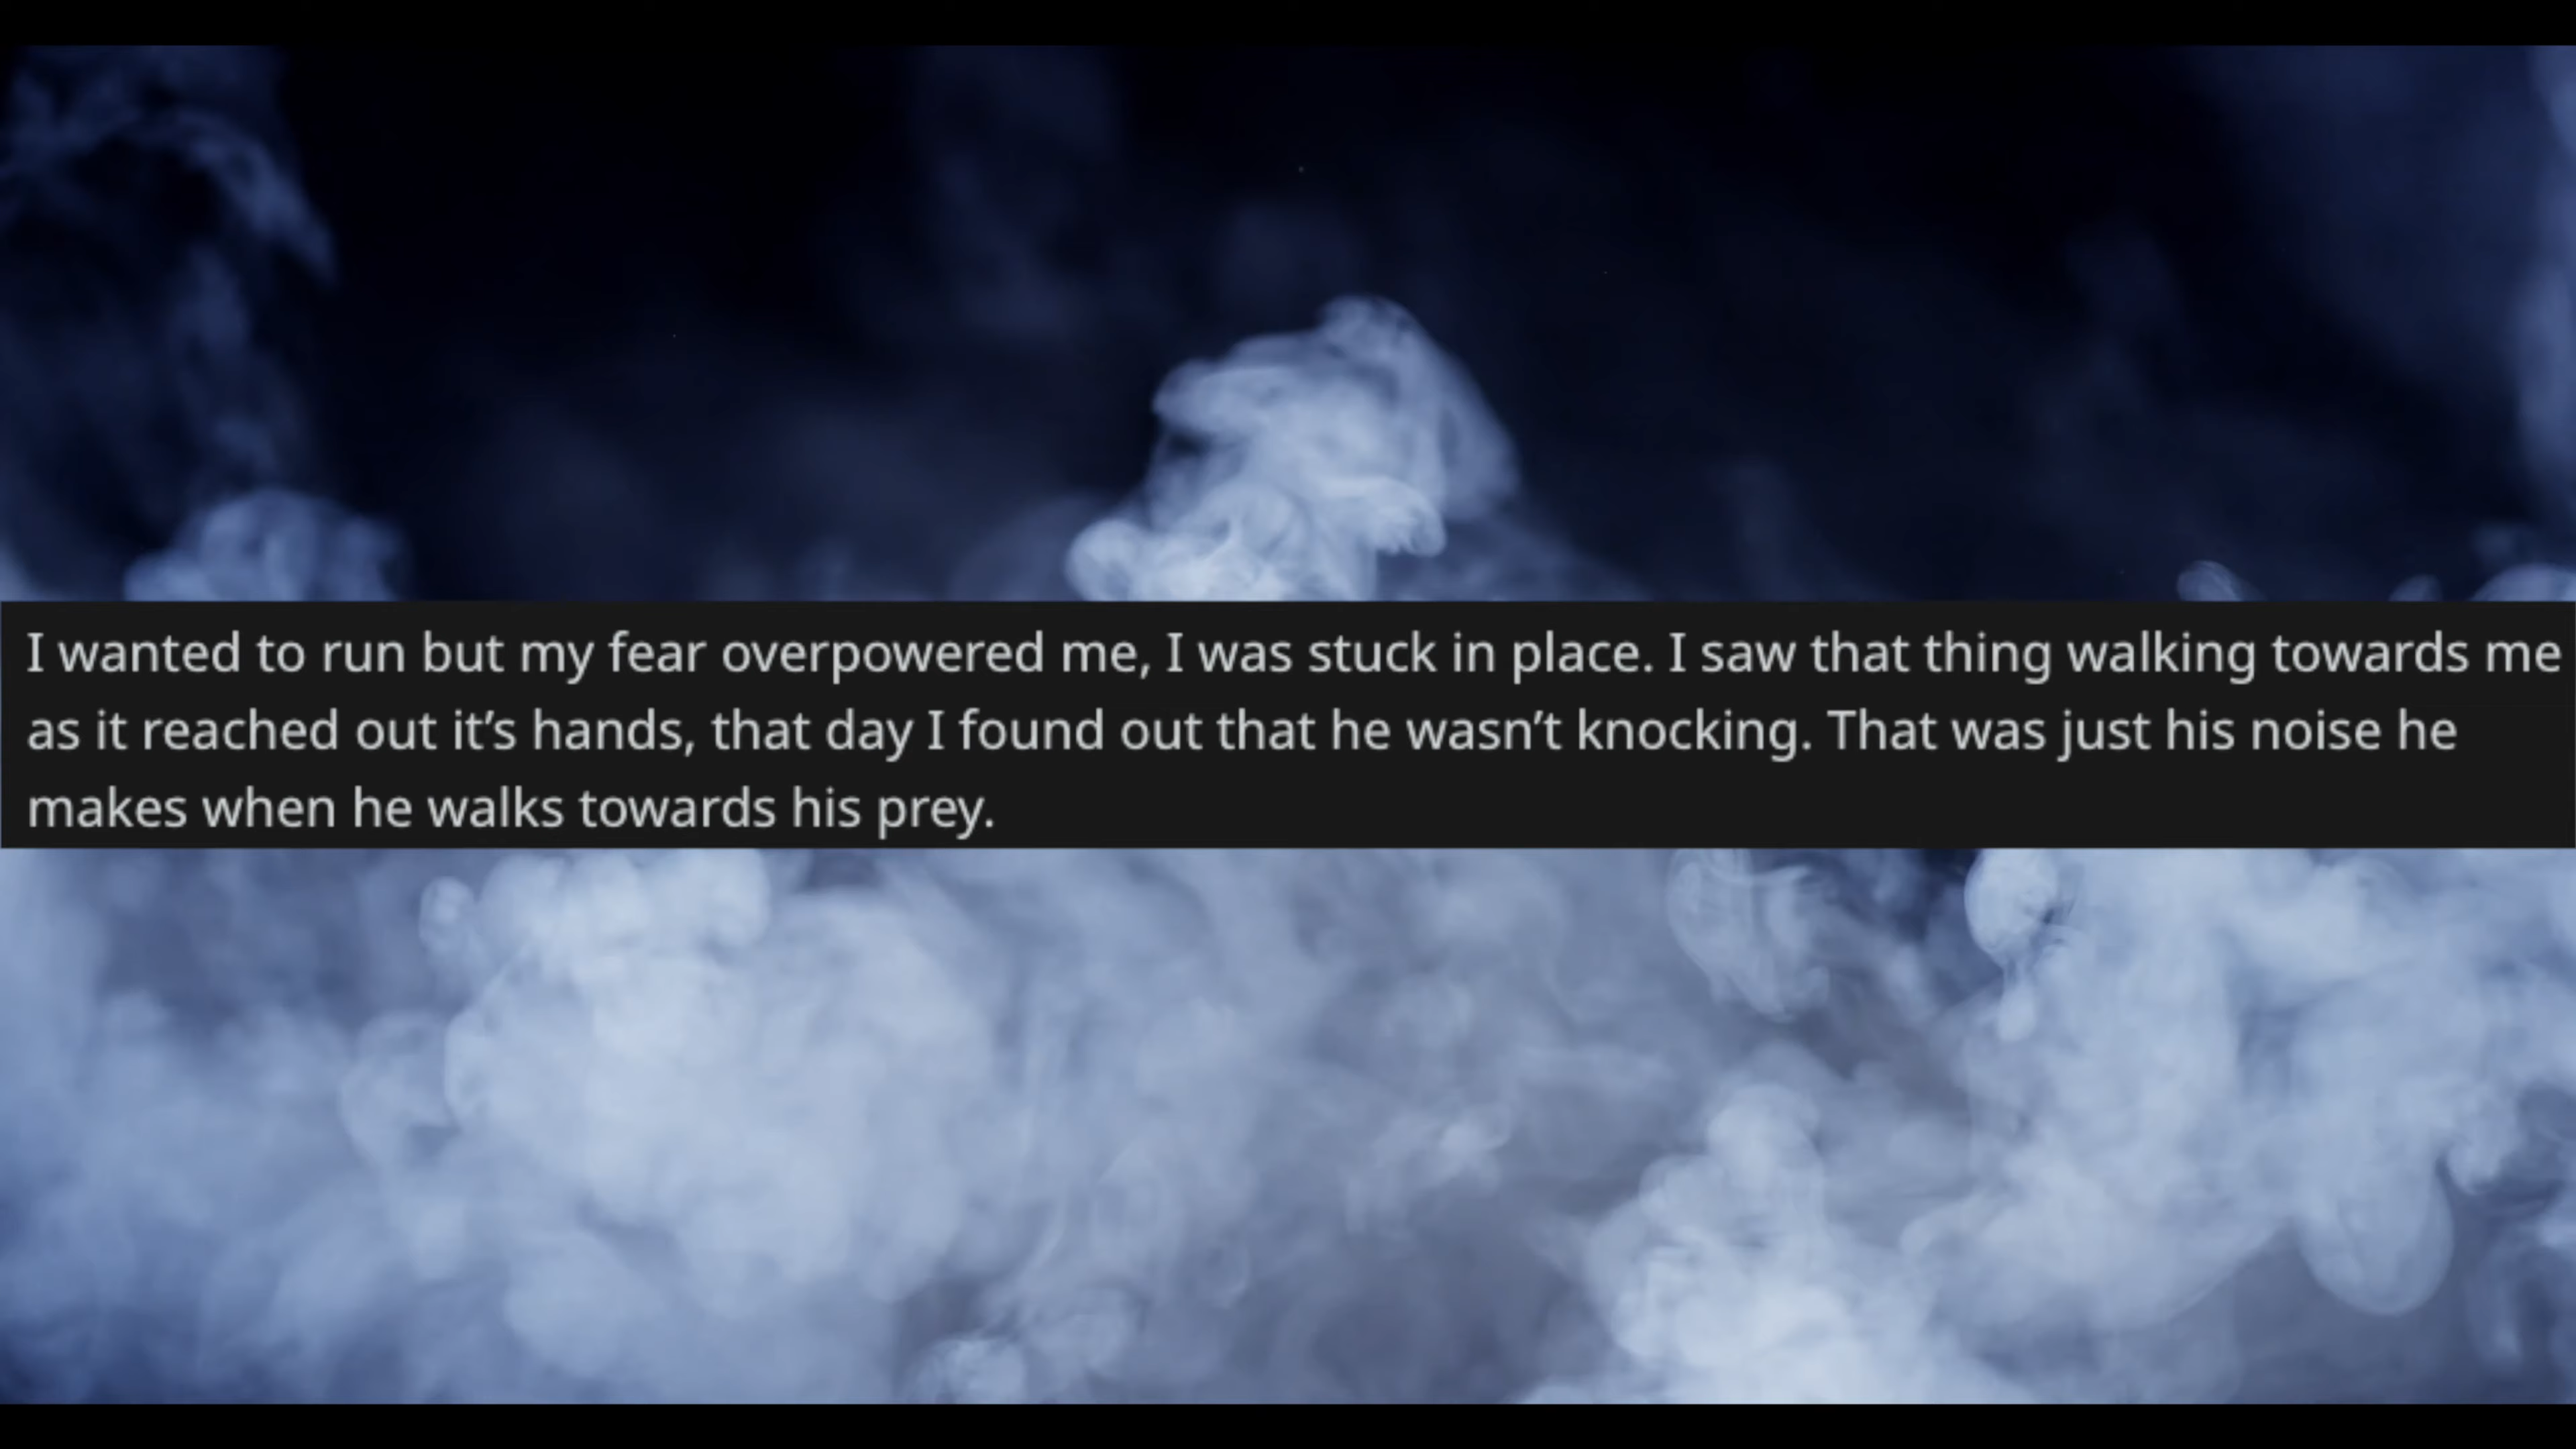 I wanted to run but my fear overpowered me, I was stuck in place. I saw that thing walking towards me
as it reached out it’s hands, that day I found out that he wasn’t knocking. That was just his noise he
makes when he walks towards his prey.